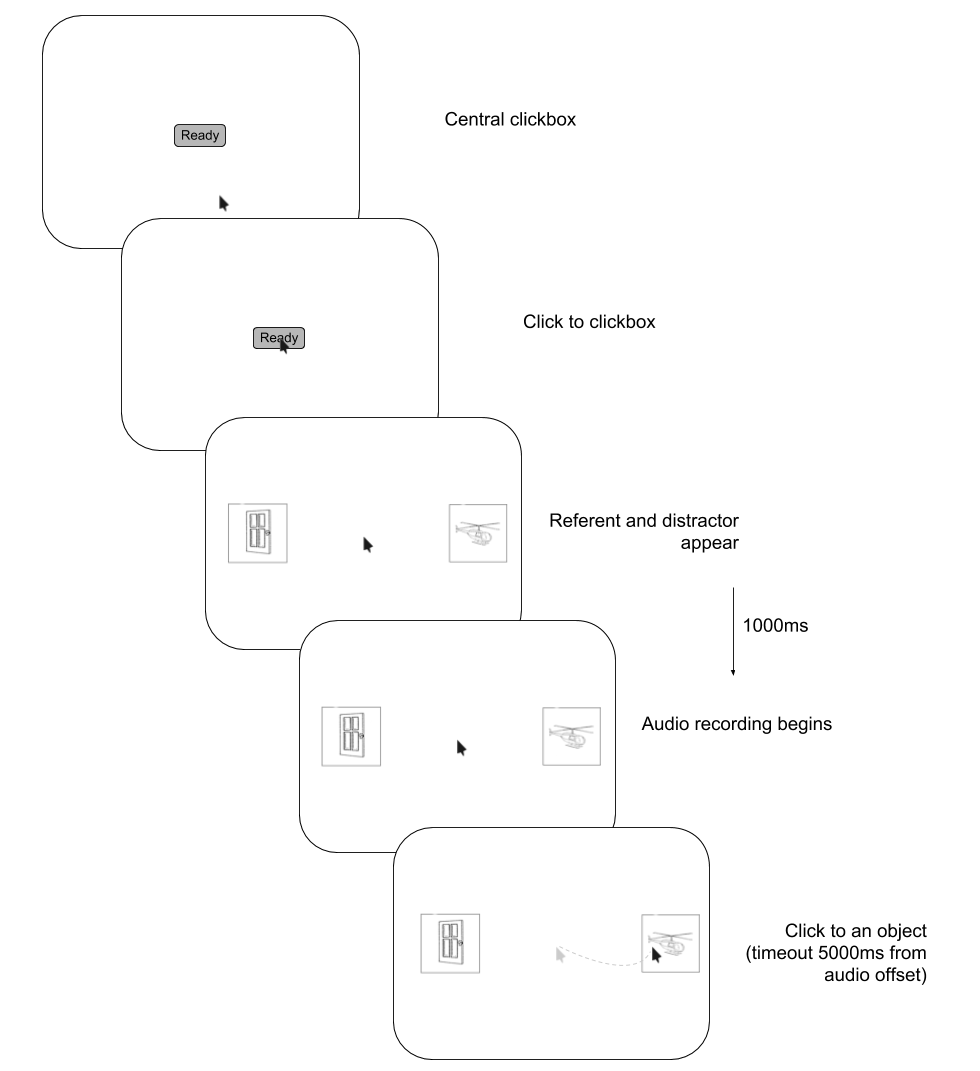 Ready
Central clickbox
Ready
Click to clickbox
Referent and distractor
appear
1000ms
Audio recording begins
Click to an object
(timeout 5000ms from
audio offset)